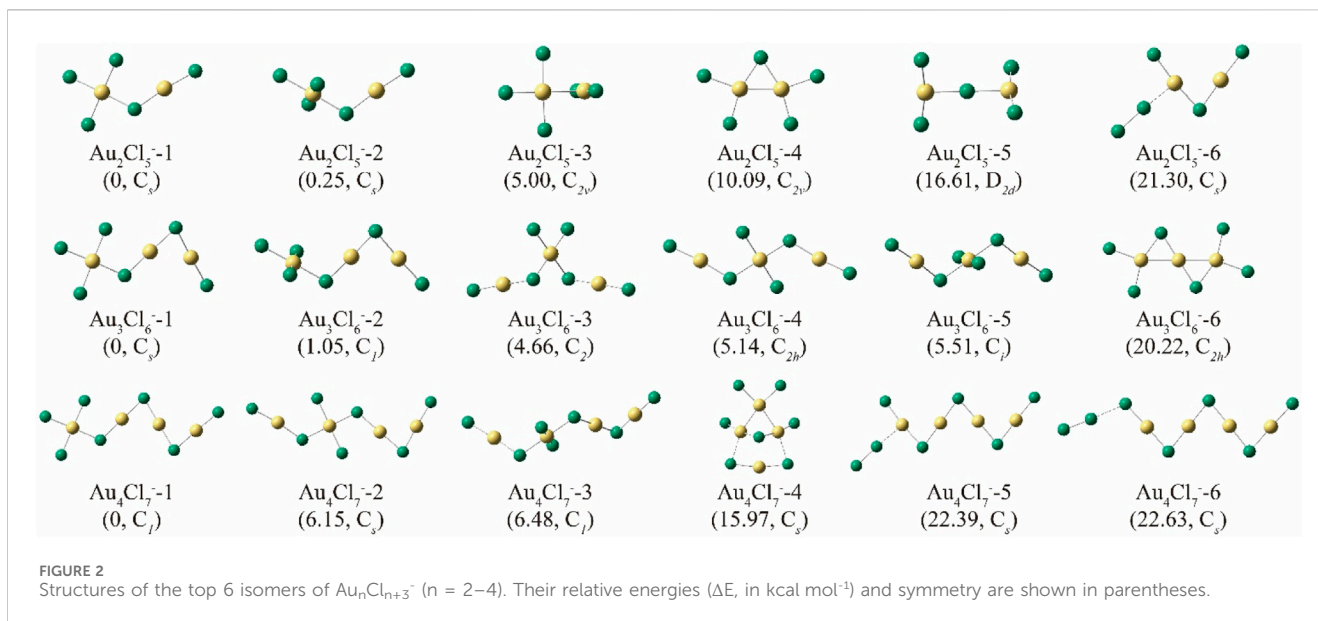 Au₂Cl₅⁻-1 Au₂Cl₅⁻-2 Au₂Cl₅⁻-3 Au₂Cl₅⁻-4 Au₂Cl₅⁻-5 Au₂Cl₅⁻-6
(0, Cₛ) (0.25, Cₛ) (5.00, C₂ᵥ) (10.09, C₂ᵥ) (16.61, D₂d) (21.30, Cₛ)
Au₃Cl₆⁻-1 Au₃Cl₆⁻-2 Au₃Cl₆⁻-3 Au₃Cl₆⁻-4 Au₃Cl₆⁻-5 Au₃Cl₆⁻-6
(0, Cₛ) (1.05, C₁) (4.66, C₂) (5.14, C₂ₕ) (5.51, Cᵢ) (20.22, C₂ₕ)
Au₄Cl₇⁻-1 Au₄Cl₇⁻-2 Au₄Cl₇⁻-3 Au₄Cl₇⁻-4 Au₄Cl₇⁻-5 Au₄Cl₇⁻-6
(0, C₁) (6.15, Cₛ) (6.48, C₁) (15.97, Cₛ) (22.39, Cₛ) (22.63, Cₛ)
FIGURE 2
Structures of the top 6 isomers of AuₙClₙ₊₃⁻ (n = 2–4). Their relative energies (ΔE, in kcal mol⁻¹) and symmetry are shown in parentheses.